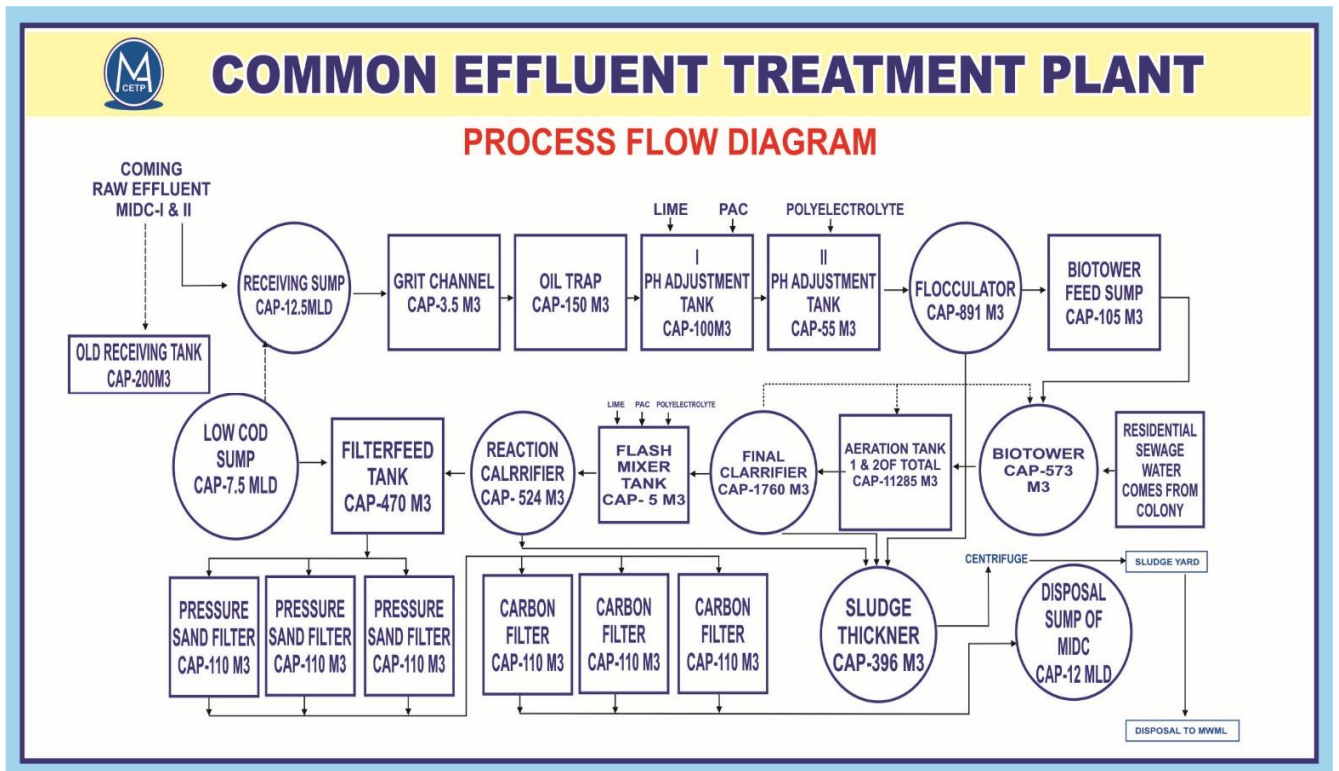 MA
CETP
COMMON EFFLUENT TREATMENT PLANT
PROCESS FLOW DIAGRAM
COMING
RAW EFFLUENT
MIDC-I & II
LIME
PAC
POLYELECTROLYTE
RECEIVING SUMP
CAP-12.5MLD
GRIT CHANNEL
CAP-3.5 M3
OIL TRAP
CAP-150 M3
I
PH ADJUSTMENT
TANK
CAP-100M3
II
PH ADJUSTMENT
TANK
CAP-55 M3
FLOCCULATOR
CAP-891 M3
BIOTOWER
FEED SUMP
CAP-105 M3
OLD RECEIVING TANK
CAP-200M3
LOW COD
SUMP
CAP-7.5 MLD
FILTERFEED
TANK
CAP-470 M3
REACTION
CALRRIFIER
CAP- 524 M3
LIME
PAC
POLYELECTROLYTE
FLASH
MIXER
TANK
CAP- 5 M3
FINAL
CLARRIFIER
CAP-1760 M3
AERATION TANK
1 & 2OF TOTAL
CAP-11285 M3
BIOTOWER
CAP-573
M3
RESIDENTIAL
SEWAGE
WATER
COMES FROM
COLONY
PRESSURE
SAND FILTER
CAP-110 M3
PRESSURE
SAND FILTER
CAP-110 M3
PRESSURE
SAND FILTER
CAP-110 M3
CARBON
FILTER
CAP-110 M3
CARBON
FILTER
CAP-110 M3
CARBON
FILTER
CAP-110 M3
SLUDGE
THICKNER
CAP-396 M3
CENTRIFUGE
SLUDGE YARD
DISPOSAL
SUMP OF
MIDC
CAP-12 MLD
DISPOSAL TO MWML